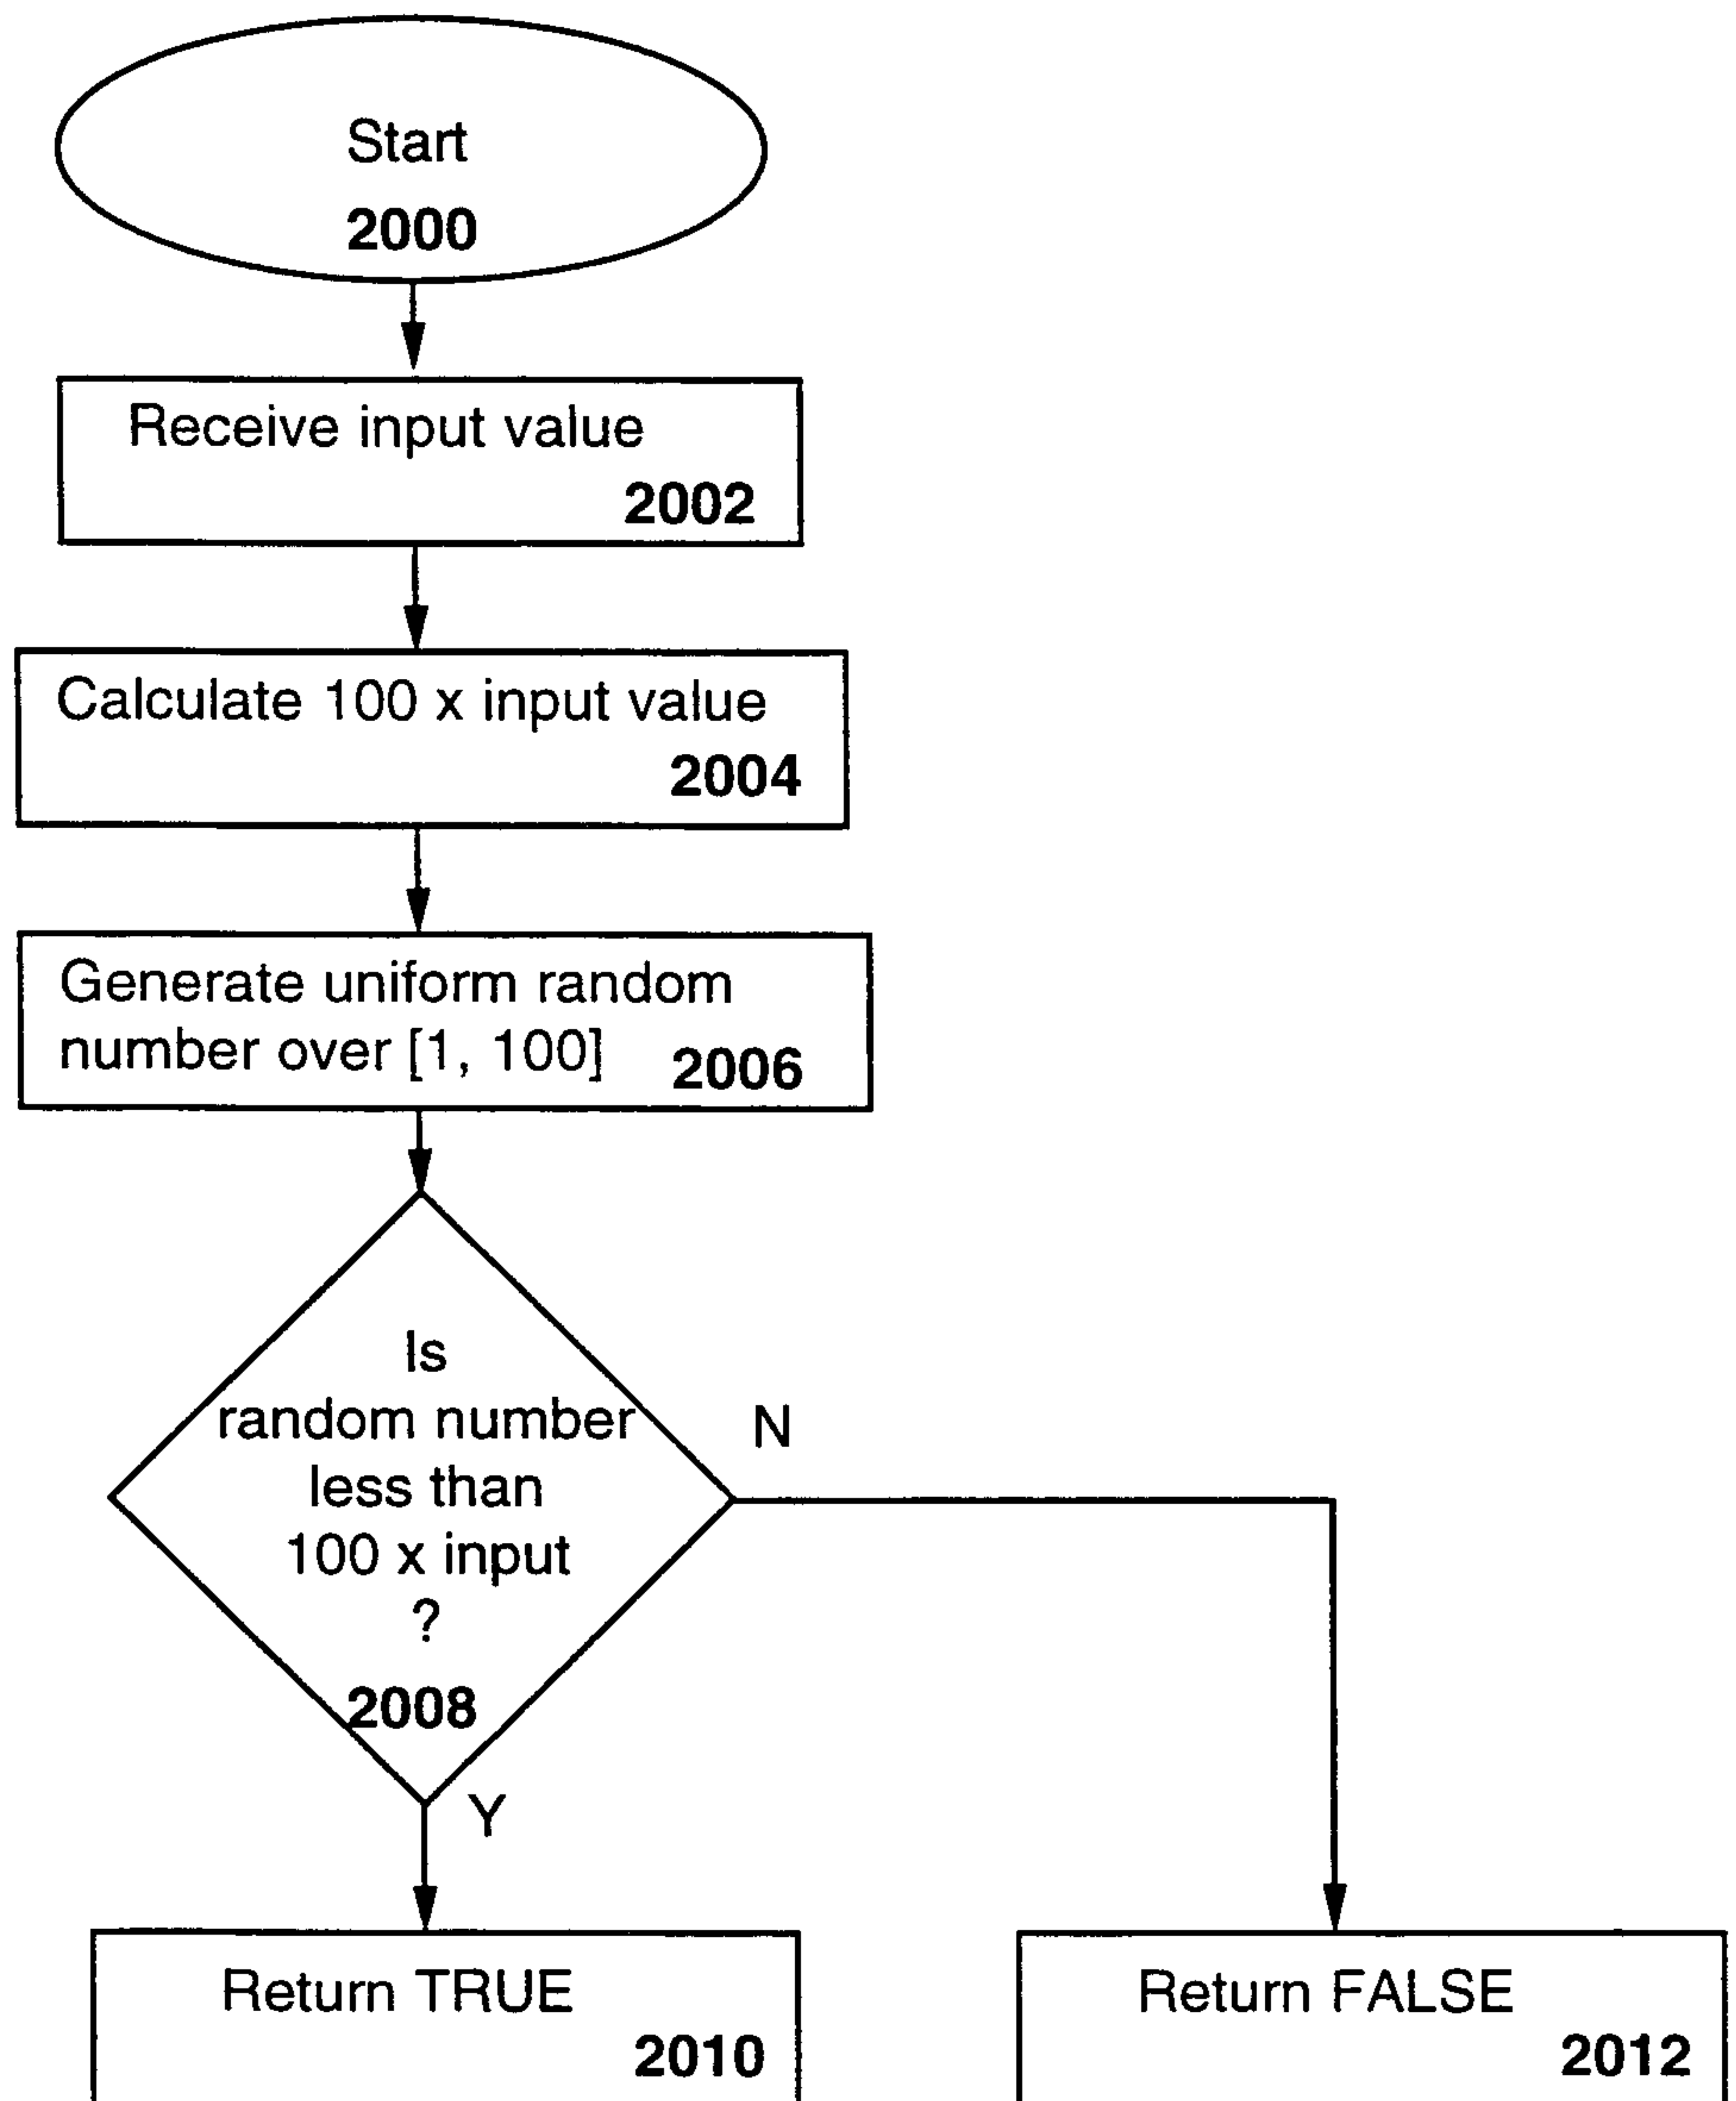 Start
2000
Receive input value
2002
Calculate 100 x input value
2004
Generate uniform random
number over [1, 100] 2006
Is
random number
less than
100 x input
?
2008
N
Y
Return TRUE
2010
Return FALSE
2012